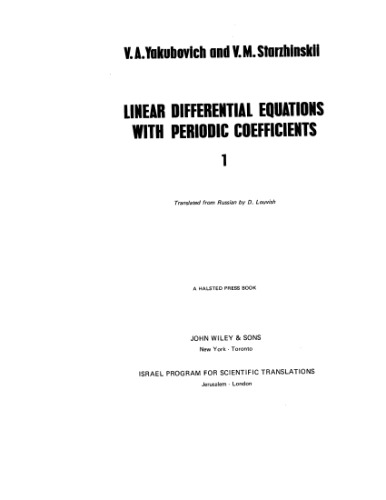 V.A.Yakubovich and V.M.Starzhinskii
LINEAR DIFFERENTIAL EQUATIONS
WITH PERIODIC COEFFICIENTS
1
Translated from Russian by D. Louvish
A HALSTED PRESS BOOK
JOHN WILEY & SONS
New York · Toronto
ISRAEL PROGRAM FOR SCIENTIFIC TRANSLATIONS
Jerusalem · London